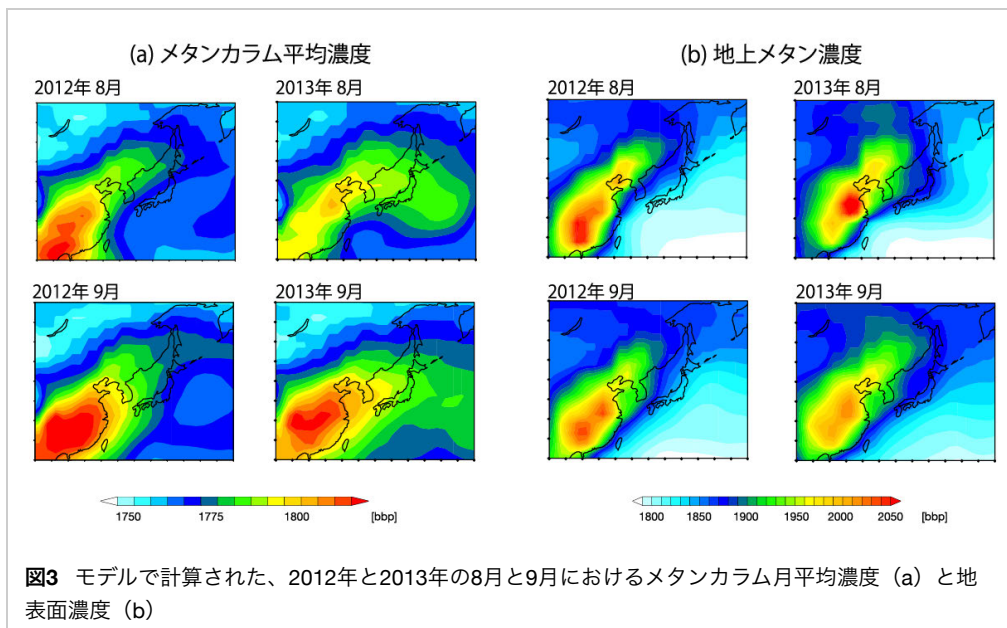 (a) メタンカラム平均濃度
(b) 地上メタン濃度
2012年 8月
2013年 8月
2012年 8月
2013年 8月
2012年 9月
2013年 9月
2012年 9月
2013年 9月
1750 1775 1800 [bbp]
1800 1850 1900 1950 2000 2050 [bbp]
図3 モデルで計算された、2012年と2013年の8月と9月におけるメタンカラム月平均濃度（a）と地
表面濃度（b）